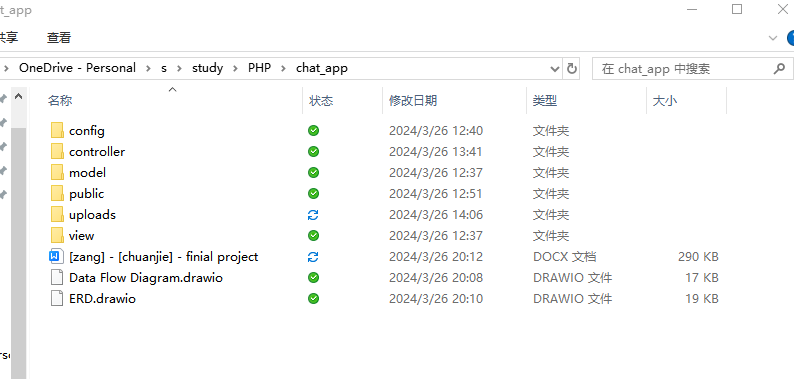 t_app
享 查看
OneDrive - Personal > s > study > PHP > chat_app 在 chat_app 中搜索
名称 状态 修改日期 类型 大小
config 2024/3/26 12:40 文件夹
controller 2024/3/26 13:41 文件夹
model 2024/3/26 12:37 文件夹
public 2024/3/26 12:51 文件夹
uploads 2024/3/26 14:06 文件夹
view 2024/3/26 12:37 文件夹
[zang] - [chuanjie] - finial project 2024/3/26 20:12 DOCX 文档 290 KB
Data Flow Diagram.drawio 2024/3/26 20:08 DRAWIO 文件 17 KB
ERD.drawio 2024/3/26 20:10 DRAWIO 文件 19 KB